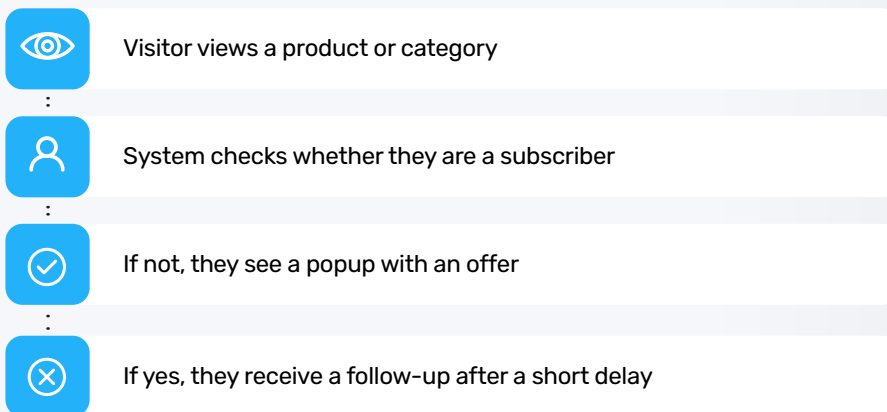 Visitor views a product or category
System checks whether they are a subscriber
If not, they see a popup with an offer
If yes, they receive a follow-up after a short delay